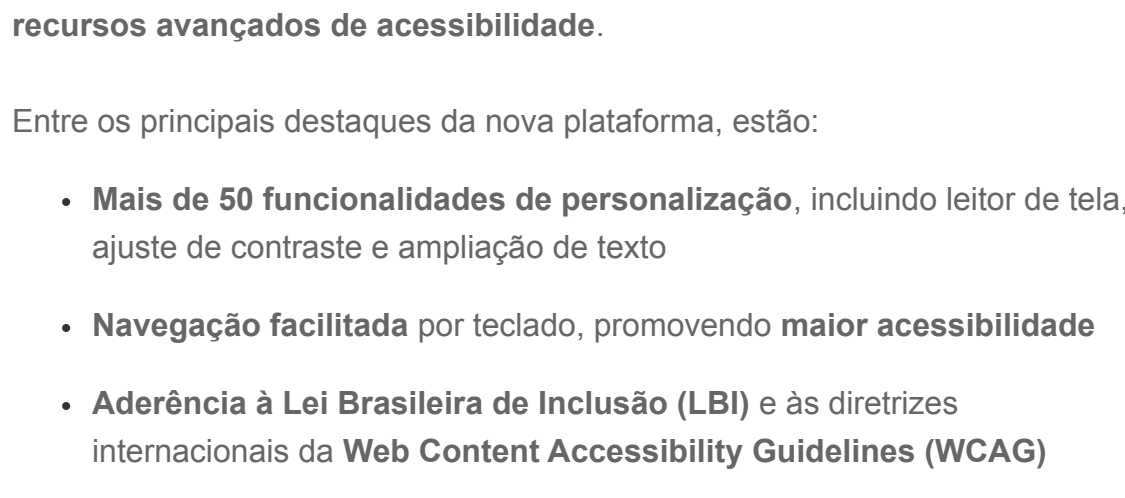 recursos avançados de acessibilidade.
Entre os principais destaques da nova plataforma, estão:
• Mais de 50 funcionalidades de personalização, incluindo leitor de tela,
ajuste de contraste e ampliação de texto
• Navegação facilitada por teclado, promovendo maior acessibilidade
• Aderência à Lei Brasileira de Inclusão (LBI) e às diretrizes
internacionais da Web Content Accessibility Guidelines (WCAG)